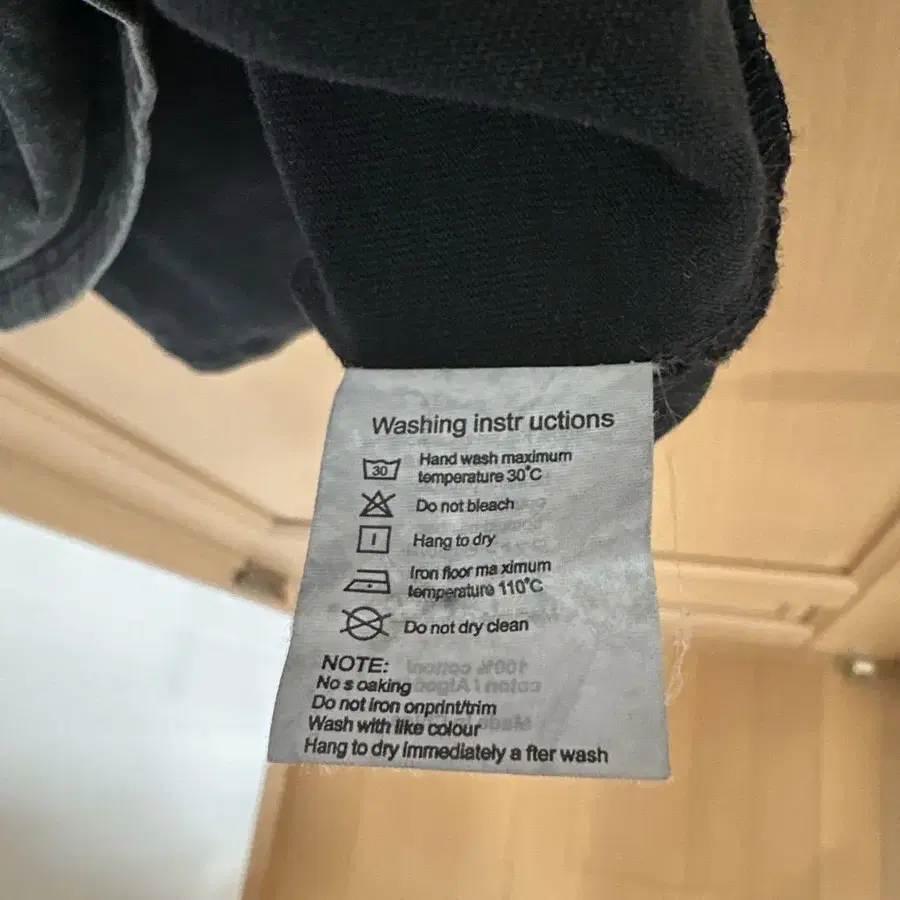 Washing instr uctions
30
Hand wash maximum
temperature 30°C
Do not bleach
Hang to dry
Iron floor ma ximum
temperature 110°C
Do not dry clean
NOTE:
No s oaking
Do not iron onprint/trim
Wash with like colour
Hang to dry immediately a fter wash